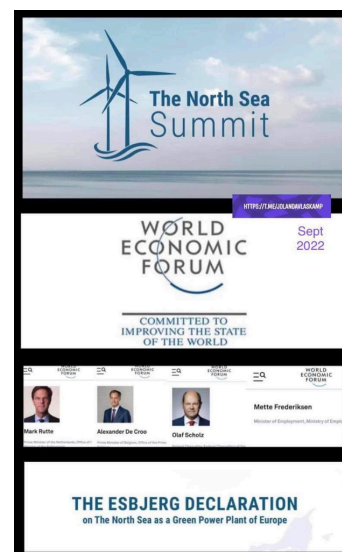 The North Sea
Summit
HTTPS://T.ME/JOLANDAVLAGKAMP
Sept
2022
WORLD
ECONOMIC
FORUM
COMMITTED TO
IMPROVING THE STATE
OF THE WORLD
WORLD
ECONOMIC
FORUM
WORLD
ECONOMIC
FORUM
WORLD
ECONOMIC
FORUM
WORLD
ECONOMIC
FORUM
Mark Rutte
Alexander De Croo
Olaf Scholz
Mette Frederiksen
Minister of Employment, Ministry of Empl
THE ESBJERG DECLARATION
on The North Sea as a Green Power Plant of Europe